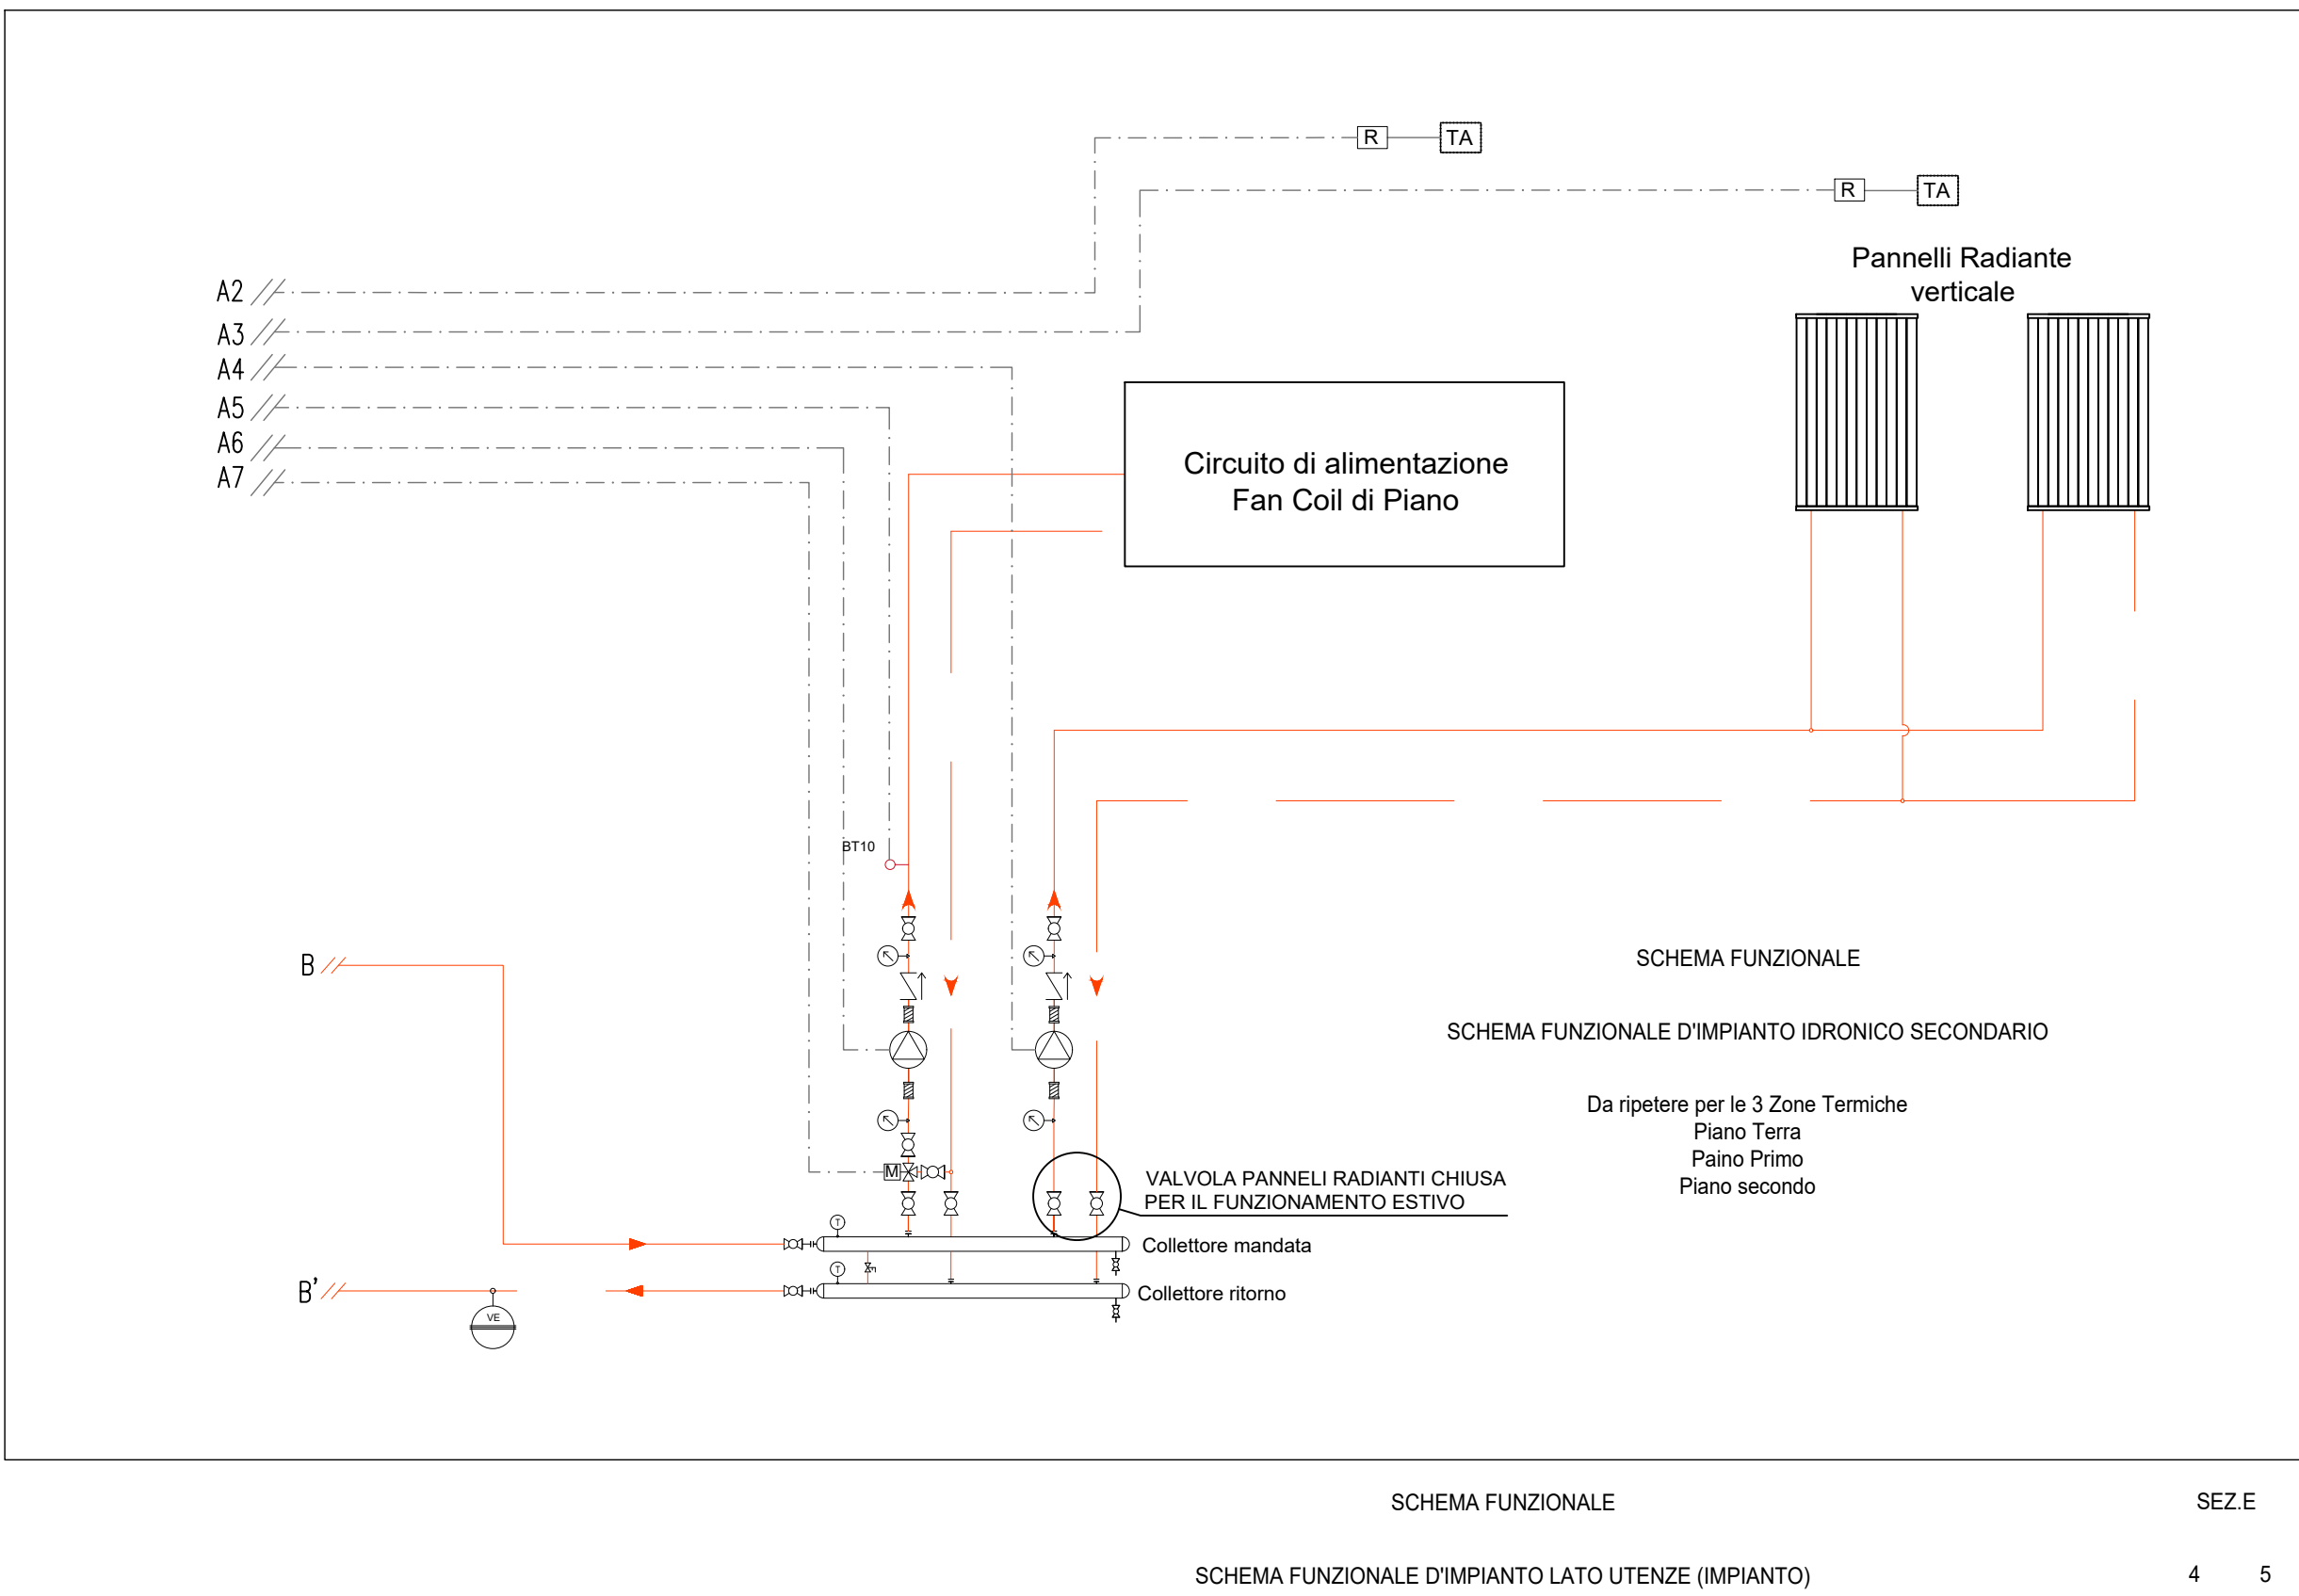 R
TA
R
TA
Pannelli Radiante
verticale
A2
A3
A4
A5
A6
A7
Circuito di alimentazione
Fan Coil di Piano
BT10
B
SCHEMA FUNZIONALE
SCHEMA FUNZIONALE D'IMPIANTO IDRONICO SECONDARIO
Da ripetere per le 3 Zone Termiche
Piano Terra
Paino Primo
Piano secondo
M
VALVOLA PANNELI RADIANTI CHIUSA
PER IL FUNZIONAMENTO ESTIVO
T
Collettore mandata
T
B'
Collettore ritorno
VE
SCHEMA FUNZIONALE
SEZ.E
SCHEMA FUNZIONALE D'IMPIANTO LATO UTENZE (IMPIANTO)
4 5